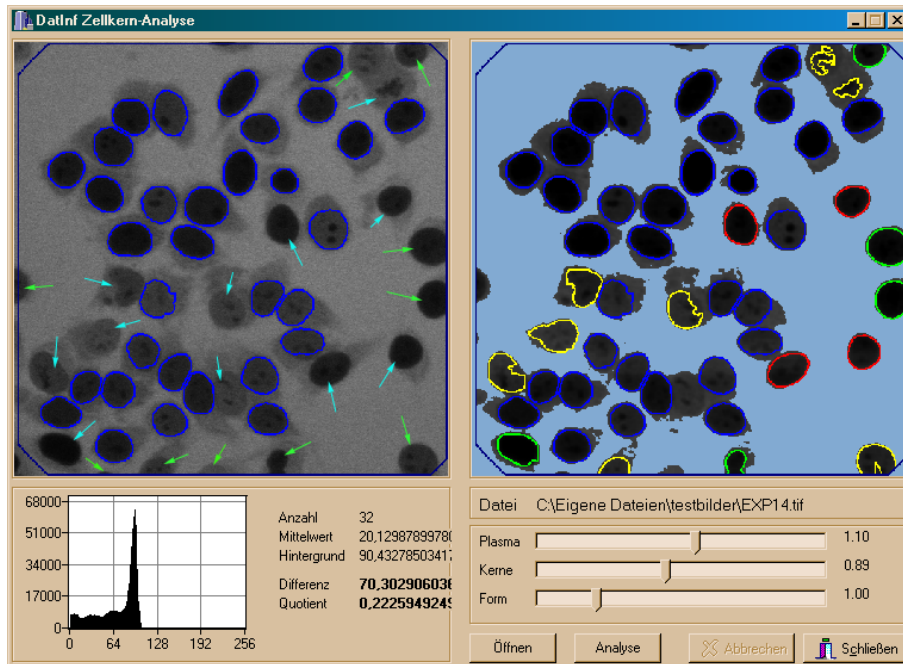 DatInf Zellkern-Analyse
68000
51000
34000
17000
0
0 64 128 192 256
Anzahl 32
Mittelwert 20,12987899780
Hintergrund 90,43278503417
Differenz 70,302906036
Quotient 0,2225949249
Datei C:\Eigene Dateien\testbilder\EXP14.tif
Plasma 1.10
Kerne 0.89
Form 1.00
Öffnen Analyse Abbrechen Schließen